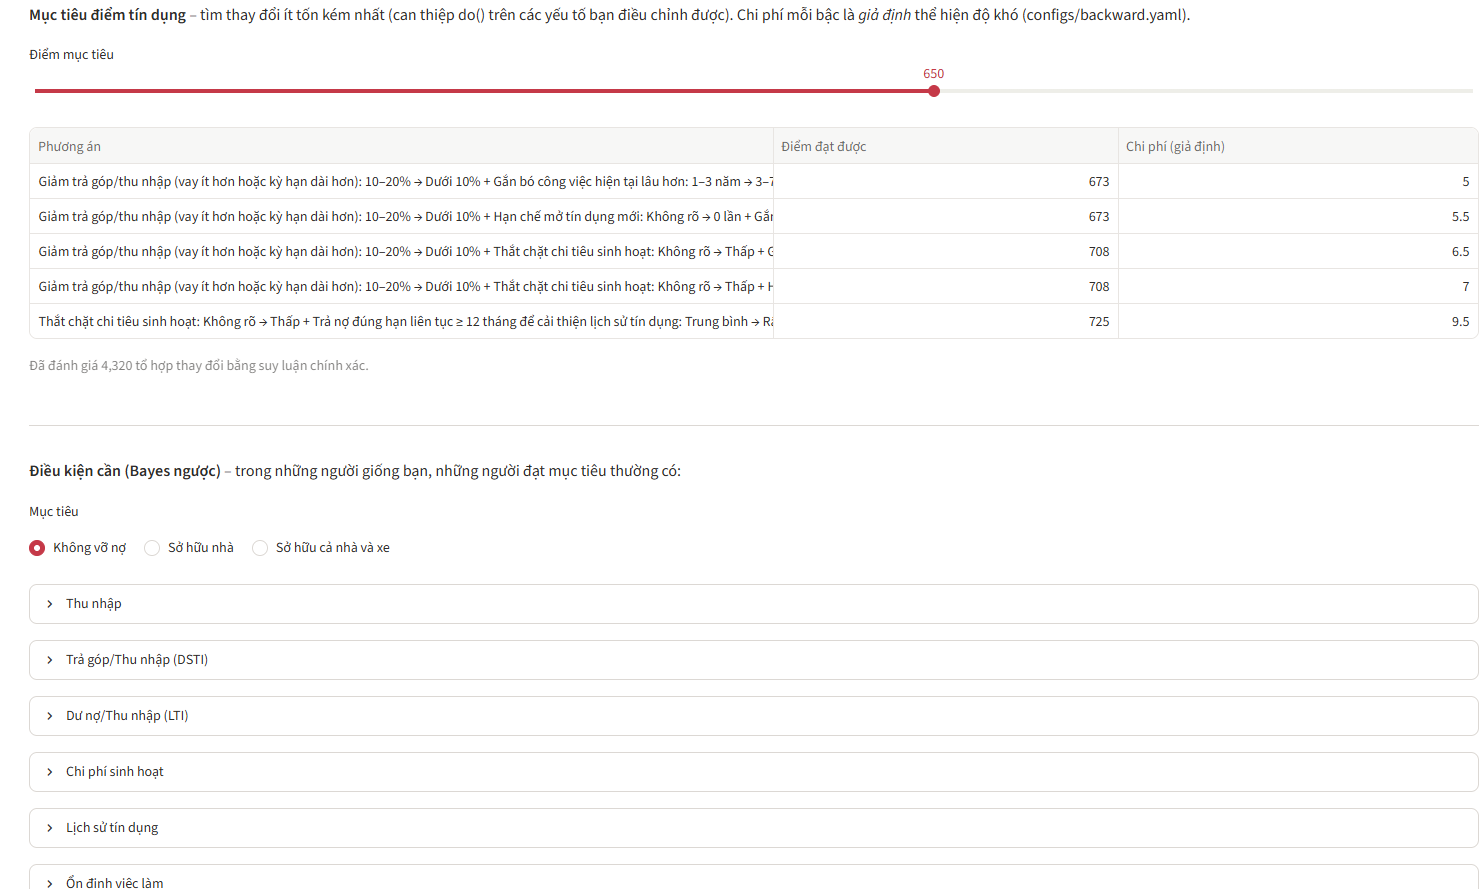 Mục tiêu điểm tín dụng – tìm thay đổi ít tốn kém nhất (can thiệp do() trên các yếu tố bạn điều chỉnh được). Chi phí mỗi bậc là giả định thể hiện độ khó (configs/backward.yaml).
Điểm mục tiêu
650
Phương án Điểm đạt được Chi phí (giả định)
Giảm trả góp/thu nhập (vay ít hơn hoặc kỳ hạn dài hơn): 10–20% → Dưới 10% + Gắn bó công việc hiện tại lâu hơn: 1–3 năm → 3–7 673 5
Giảm trả góp/thu nhập (vay ít hơn hoặc kỳ hạn dài hơn): 10–20% → Dưới 10% + Hạn chế mở tín dụng mới: Không rõ → 0 lần + Gắn 673 5.5
Giảm trả góp/thu nhập (vay ít hơn hoặc kỳ hạn dài hơn): 10–20% → Dưới 10% + Thắt chặt chi tiêu sinh hoạt: Không rõ → Thấp + G 708 6.5
Giảm trả góp/thu nhập (vay ít hơn hoặc kỳ hạn dài hơn): 10–20% → Dưới 10% + Thắt chặt chi tiêu sinh hoạt: Không rõ → Thấp + H 708 7
Thắt chặt chi tiêu sinh hoạt: Không rõ → Thấp + Trả nợ đúng hạn liên tục ≥ 12 tháng để cải thiện lịch sử tín dụng: Trung bình → Rấ 725 9.5
Đã đánh giá 4,320 tổ hợp thay đổi bằng suy luận chính xác.
Điều kiện cần (Bayes ngược) – trong những người giống bạn, những người đạt mục tiêu thường có:
Mục tiêu
Không vỡ nợ Sở hữu nhà Sở hữu cả nhà và xe
Thu nhập
Trả góp/Thu nhập (DSTI)
Dư nợ/Thu nhập (LTI)
Chi phí sinh hoạt
Lịch sử tín dụng
Ổn định việc làm